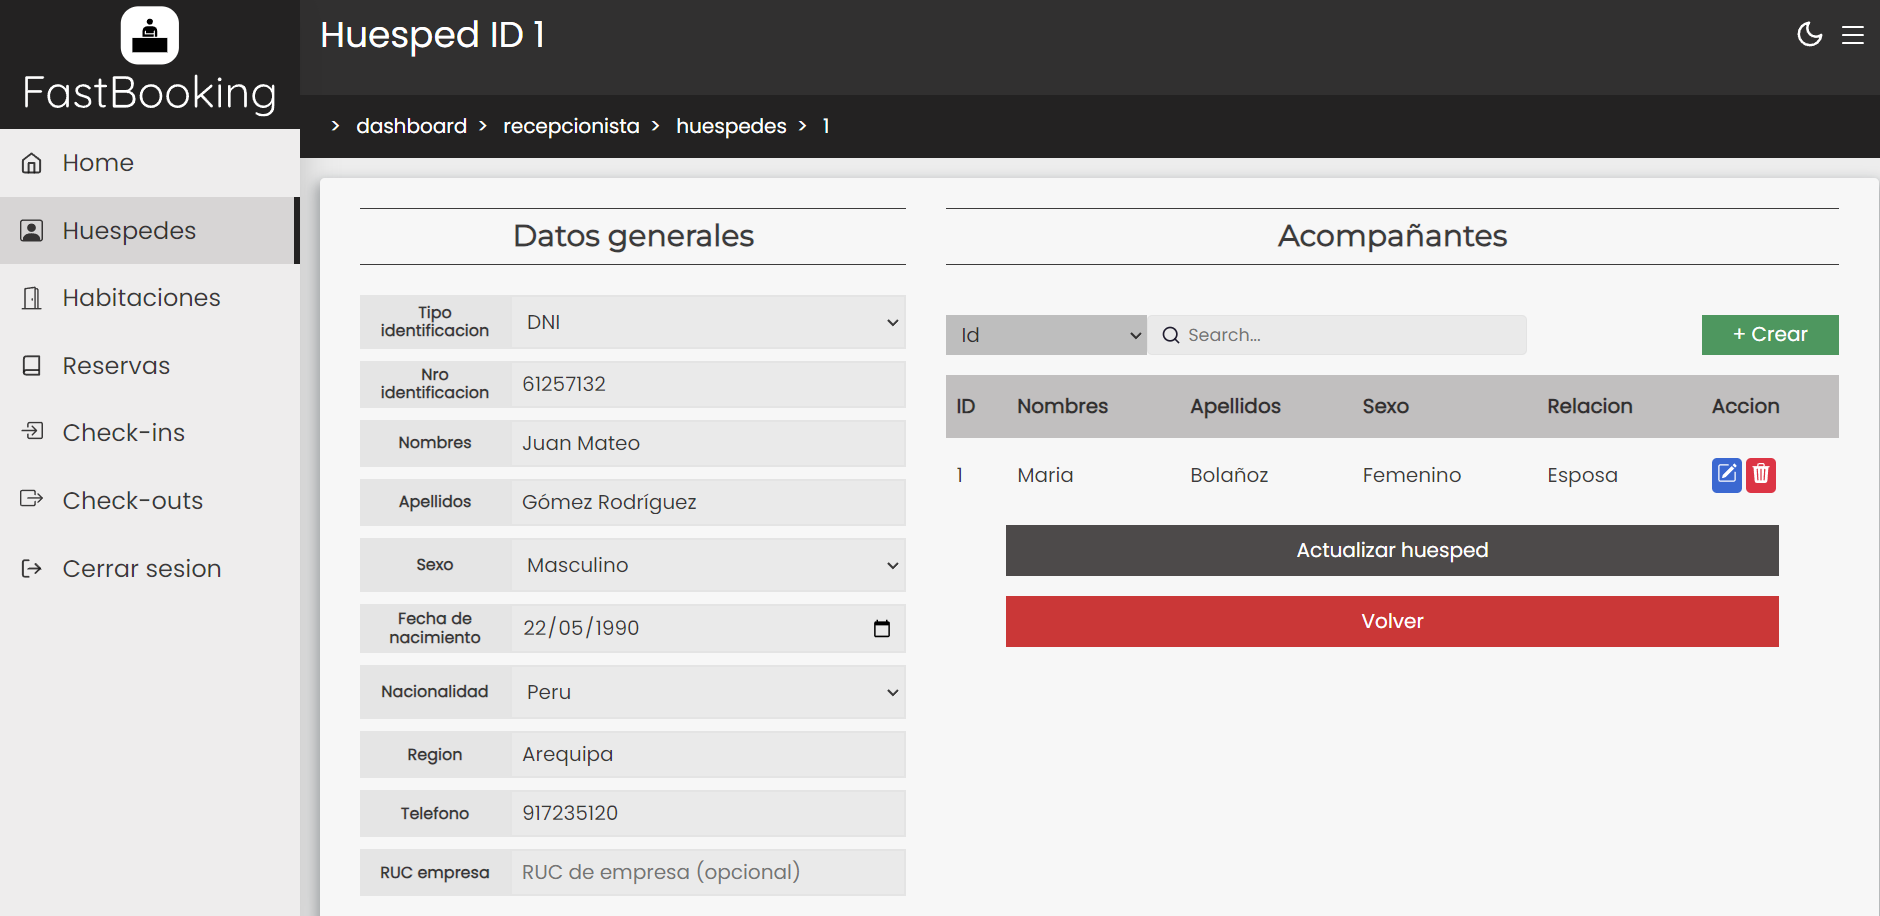 FastBooking
Home
Huespedes
Habitaciones
Reservas
Check-ins
Check-outs
Cerrar sesion
Huesped ID 1
> dashboard > recepcionista > huespedes > 1
Datos generales
Tipo
identificacion
DNI
Nro
identificacion
61257132
Nombres
Juan Mateo
Apellidos
Gómez Rodríguez
Sexo
Masculino
Fecha de
nacimiento
22/05/1990
Nacionalidad
Peru
Region
Arequipa
Telefono
917235120
RUC empresa
RUC de empresa (opcional)
Acompañantes
Id
Search...
+ Crear
ID Nombres Apellidos Sexo Relacion Accion
1 Maria Bolañoz Femenino Esposa
Actualizar huesped
Volver